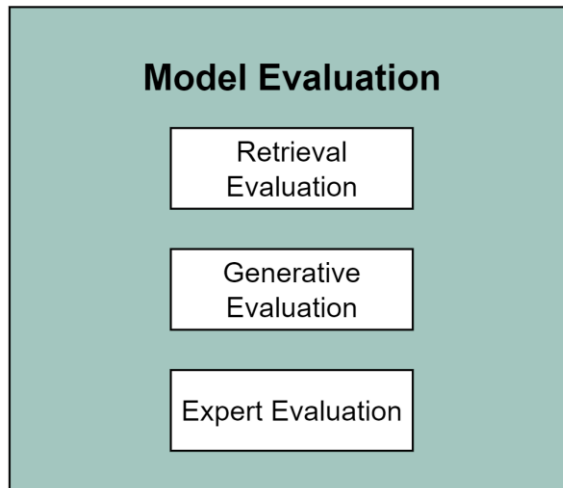 Model Evaluation
Retrieval
Evaluation
Generative
Evaluation
Expert Evaluation